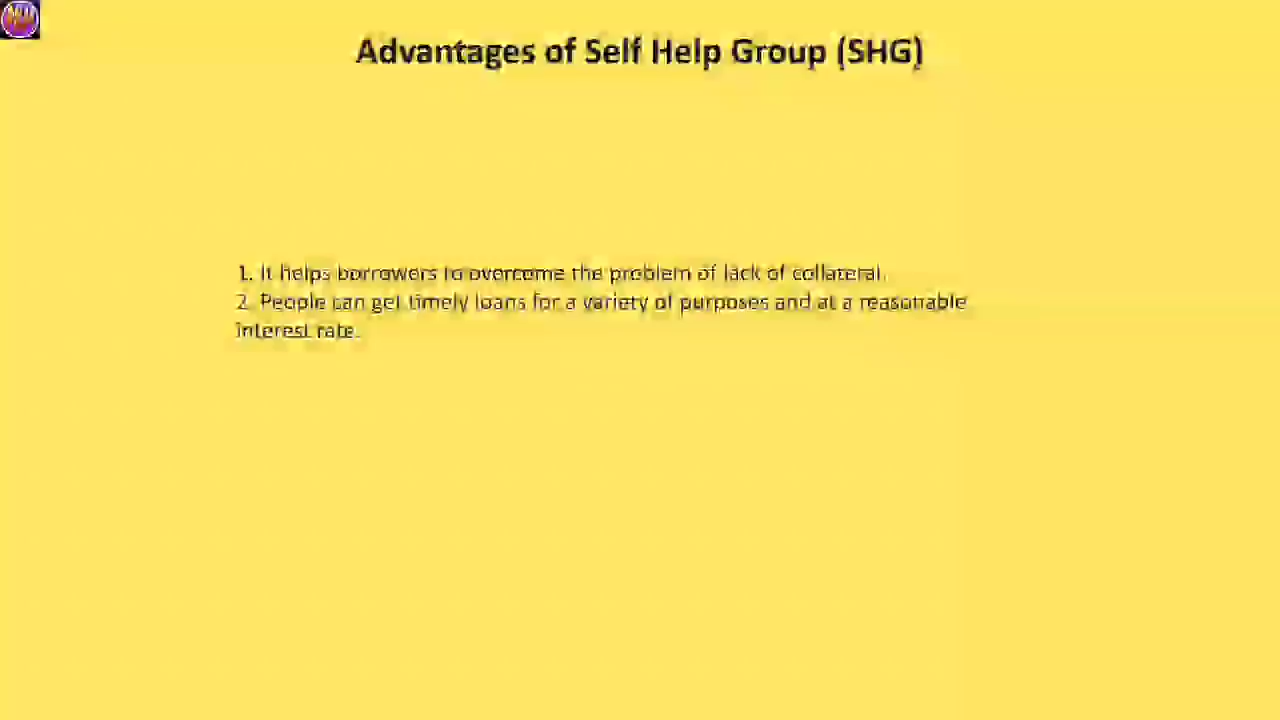 Advantages of Self Help Group (SHG)
1. It helps borrowers to overcome the problem of lack of collateral.
2. People can get timely loans for a variety of purposes and at a reasonable
interest rate.